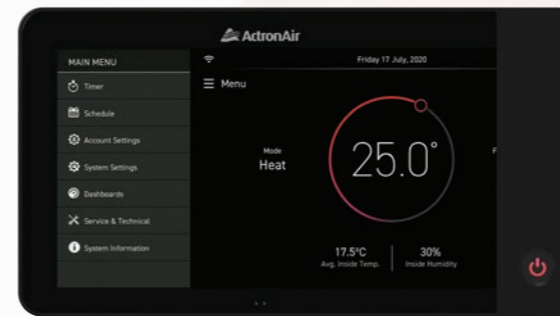 ActronAir
MAIN MENU
Timer
Schedule
Account Settings
System Settings
Dashboards
Service & Technical
System Information
Friday 17 July, 2020
Menu
Mode
Heat
25.0°
F
17.5°C
Avg. Inside Temp.
30%
Inside Humidity